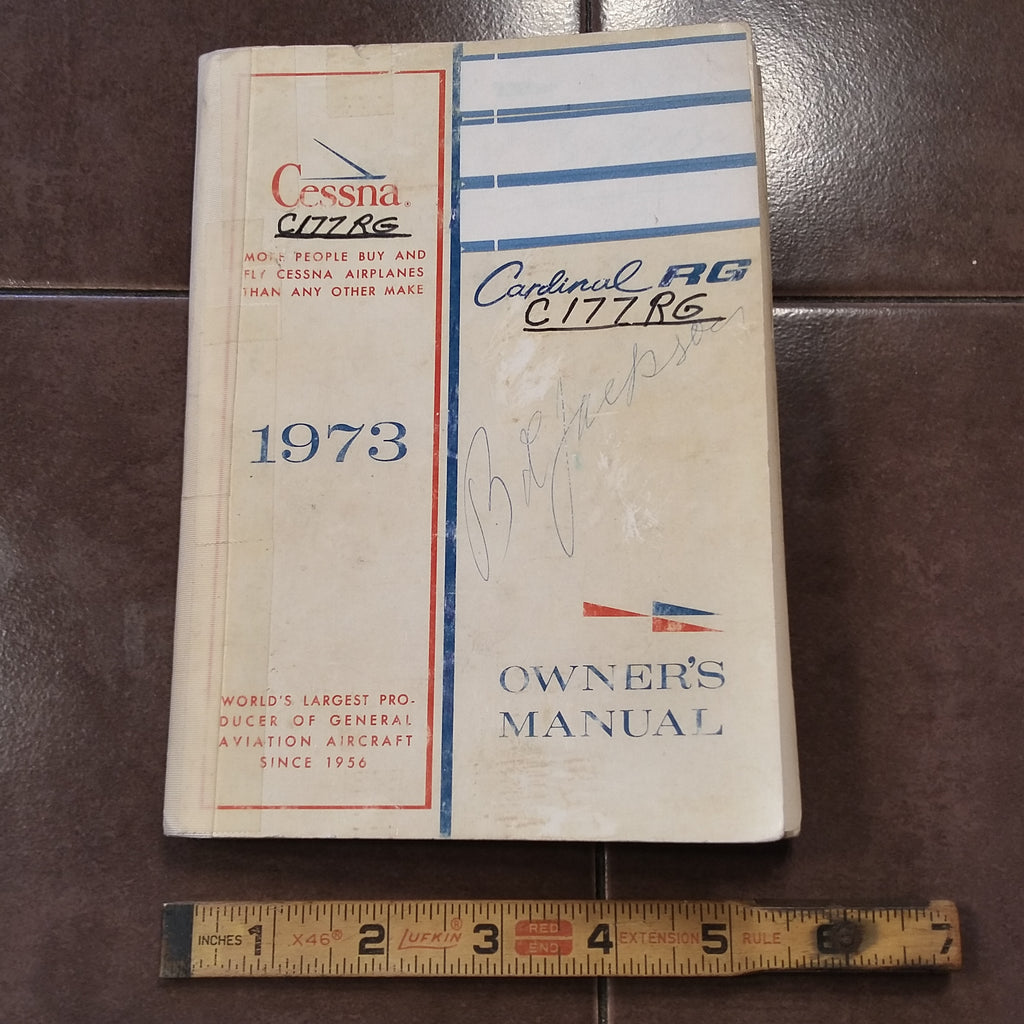 Cessna®
C177RG
MORE PEOPLE BUY AND
FLY CESSNA AIRPLANES
THAN ANY OTHER MAKE
1973
WORLD'S LARGEST PRO-
DUCER OF GENERAL
AVIATION AIRCRAFT
SINCE 1956
Cardinal RG
C177RG
Bob Jackson
OWNER'S
MANUAL
INCHES 1 X46® 2 LUFKIN® 3 RED END 4 EXTENSION 5 RULE 6 7